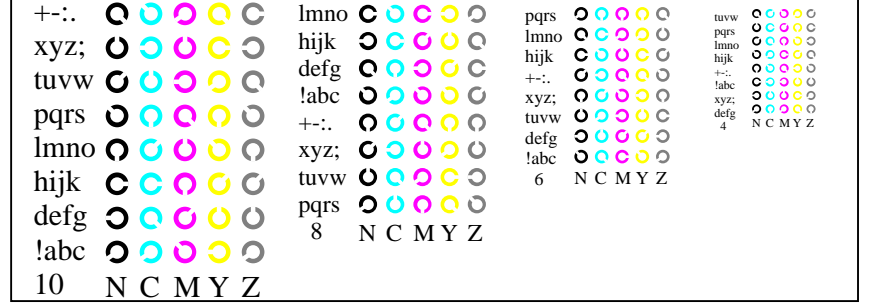 +-:.
xyz;
tuvw
pqrs
lmno
hijk
defg
!abc
10 N C M Y Z
lmno
hijk
defg
!abc
+-:.
xyz;
tuvw
pqrs
8 N C M Y Z
pqrs
lmno
hijk
+-:.
xyz;
tuvw
defg
!abc
6 N C M Y Z
tuvw
pqrs
lmno
hijk
+-:.
!abc
xyz;
defg
4 N C M Y Z